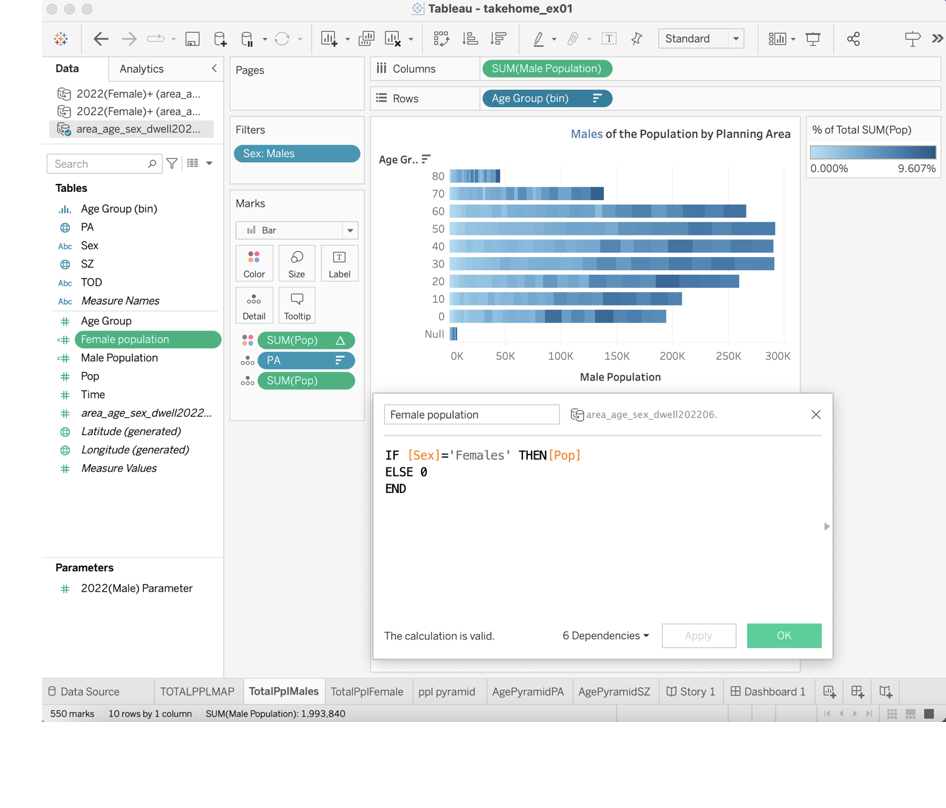 Tableau - takehome_ex01
Standard
Data
Analytics
2022(Female)+ (area_a...
2022(Female)+ (area_a...
area_age_sex_dwell202...
Search
Tables
Age Group (bin)
PA
Abc Sex
SZ
Abc TOD
Abc Measure Names
Age Group
Female population
Male Population
Pop
Time
area_age_sex_dwell2022...
Latitude (generated)
Longitude (generated)
Measure Values
Parameters
2022(Male) Parameter
Pages
Filters
Sex: Males
Marks
Bar
Color
Size
Label
Detail
Tooltip
SUM(Pop)
PA
SUM(Pop)
Columns
SUM(Male Population)
Rows
Age Group (bin)
Males of the Population by Planning Area
Age Gr..
80
70
60
50
40
30
20
10
0
Null
0K 50K 100K 150K 200K 250K 300K
Male Population
% of Total SUM(Pop)
0.000% 9.607%
Female population
area_age_sex_dwell202206.
IF [Sex]='Females' THEN[Pop]
ELSE 0
END
The calculation is valid.
6 Dependencies
Apply
OK
Data Source
TOTALPPLMAP
TotalPplMales
TotalPplFemale
ppl pyramid
AgePyramidPA
AgePyramidSZ
Story 1
Dashboard 1
550 marks 10 rows by 1 column SUM(Male Population): 1,993,840